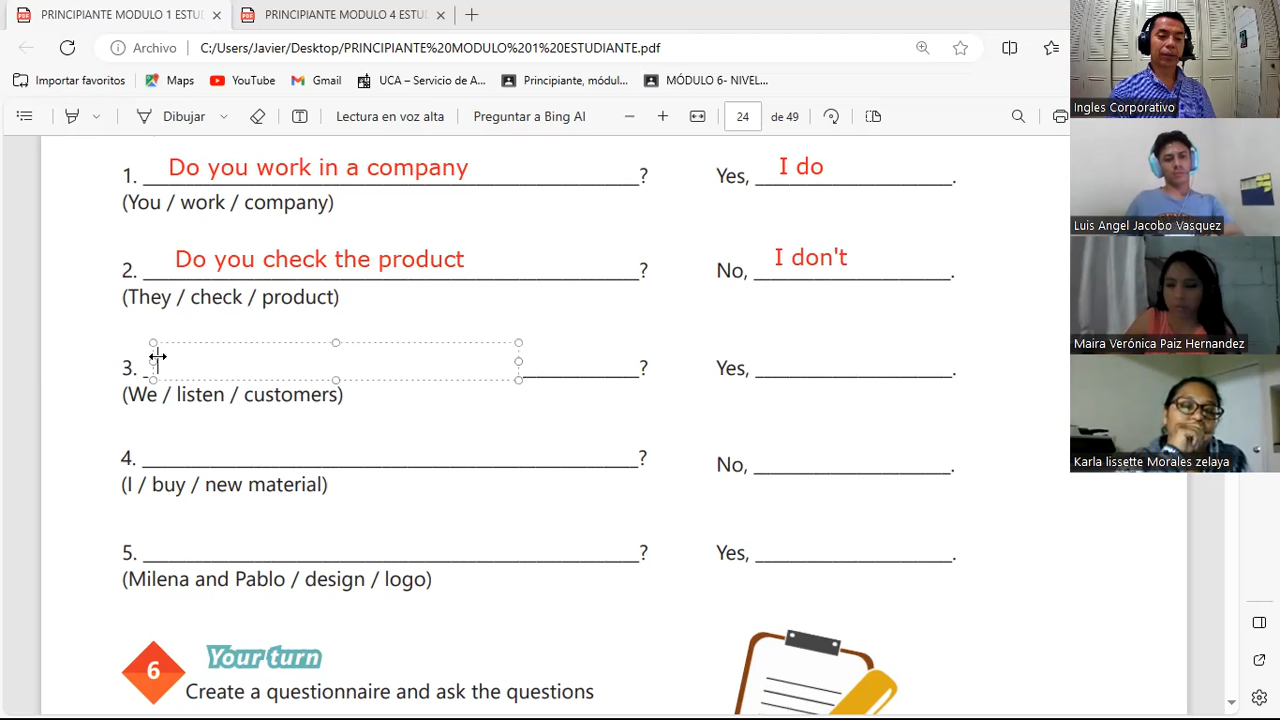 PRINCIPIANTE MODULO 1 ESTUI
PRINCIPANTE MODULO 4 ESTUI
Archivo
C:/Users/Javier/Desktop/PRINCIPIANTE%20MODULO%201%20ESTUDIANTE.pdf
Importar favoritos
Maps
YouTube
Gmail
UCA – Servicio de A...
Principiante, módul...
MÓDULO 6- NIVEL...
Dibujar
Lectura en voz alta
Preguntar a Bing AI
24
de 49
1. Do you work in a company ? Yes, I do .
(You / work / company)
2. Do you check the product ? No, I don't .
(They / check / product)
3. ? Yes, .
(We / listen / customers)
4. ? No, .
(I / buy / new material)
5. ? Yes, .
(Milena and Pablo / design / logo)
6 Your turn
Create a questionnaire and ask the questions
Ingles Corporativo
Luis Angel Jacobo Vasquez
Maira Verónica Paiz Hernandez
Karla lissette Morales zelaya